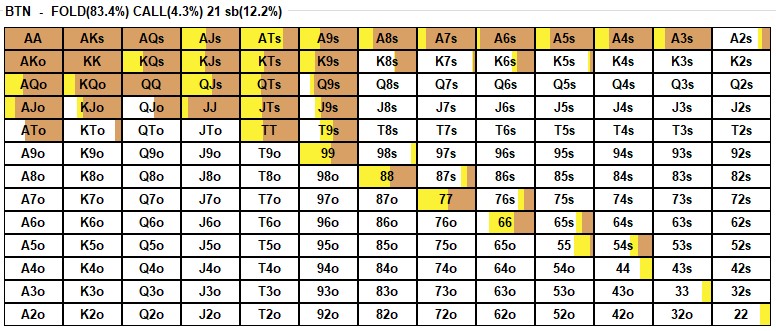 BTN - FOLD(83.4%) CALL(4.3%) 21 sb(12.2%)
AA AKs AQs AJs ATs A9s A8s A7s A6s A5s A4s A3s A2s
AKo KK KQs KJs KTs K9s K8s K7s K6s K5s K4s K3s K2s
AQo KQo QQ QJs QTs Q9s Q8s Q7s Q6s Q5s Q4s Q3s Q2s
AJo KJo QJo JJ JTs J9s J8s J7s J6s J5s J4s J3s J2s
ATo KTo QTo JTo TT T9s T8s T7s T6s T5s T4s T3s T2s
A9o K9o Q9o J9o T9o 99 98s 97s 96s 95s 94s 93s 92s
A8o K8o Q8o J8o T8o 98o 88 87s 86s 85s 84s 83s 82s
A7o K7o Q7o J7o T7o 97o 87o 77 76s 75s 74s 73s 72s
A6o K6o Q6o J6o T6o 96o 86o 76o 66 65s 64s 63s 62s
A5o K5o Q5o J5o T5o 95o 85o 75o 65o 55 54s 53s 52s
A4o K4o Q4o J4o T4o 94o 84o 74o 64o 54o 44 43s 42s
A3o K3o Q3o J3o T3o 93o 83o 73o 63o 53o 43o 33 32s
A2o K2o Q2o J2o T2o 92o 82o 72o 62o 52o 42o 32o 22